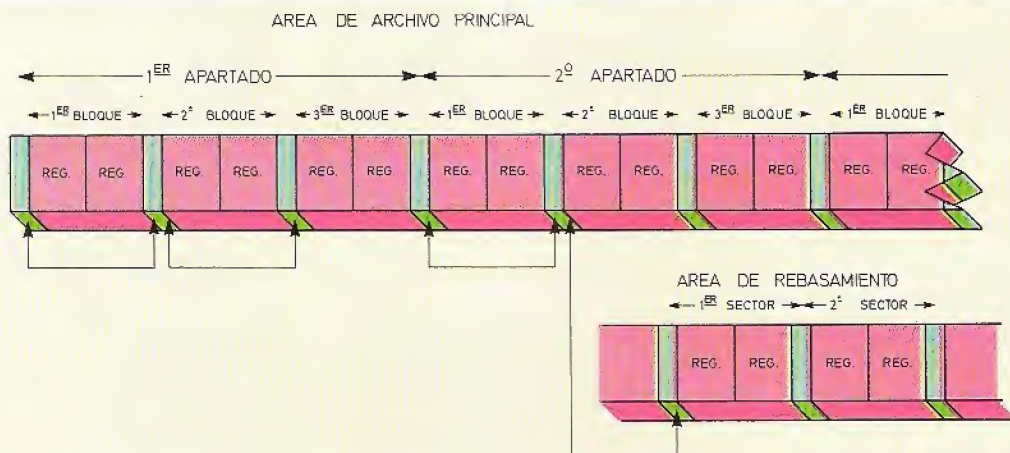 AREA DE ARCHIVO PRINCIPAL
1ER APARTADO 2º APARTADO
1ER BLOQUE 2º BLOQUE 3ER BLOQUE 1ER BLOQUE 2º BLOQUE 3ER BLOQUE 1ER BLOQUE
REG. REG. REG. REG. REG. REG. REG. REG. REG. REG. REG. REG. REG. REG.
AREA DE REBASAMIENTO
1ER SECTOR 2º SECTOR
REG. REG. REG. REG.